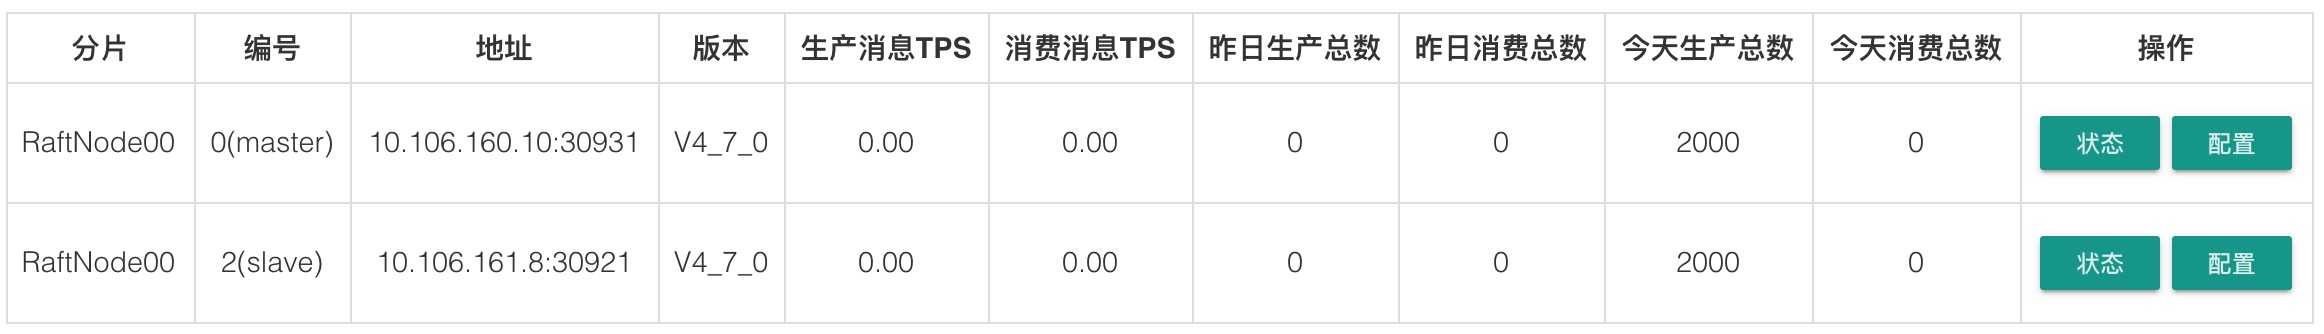 分片 编号 地址 版本 生产消息TPS 消费消息TPS 昨日生产总数 昨日消费总数 今天生产总数 今天消费总数 操作
RaftNode00 0(master) 10.106.160.10:30931 V4_7_0 0.00 0.00 0 0 2000 0 状态 配置
RaftNode00 2(slave) 10.106.161.8:30921 V4_7_0 0.00 0.00 0 0 2000 0 状态 配置